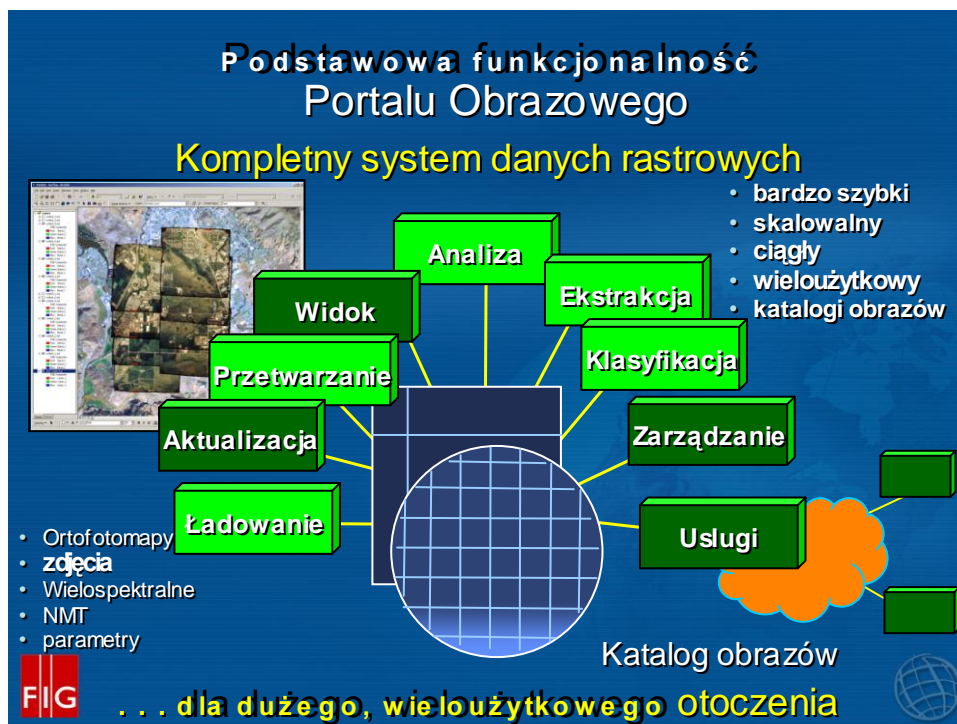 Podstawowa funkcjonalność
Portalu Obrazowego
Kompletny system danych rastrowych
• bardzo szybki
• skalowalny
• ciągły
• wieloużytkowy
• katalogi obrazów
Analiza
Ekstrakcja
Widok
Klasyfikacja
Przetwarzanie
Aktualizacja
Zarządzanie
Ładowanie
Uslugi
• Ortofotomapy
• zdjęcia
• Wielospektralne
• NMT
• parametry
Katalog obrazów
FIG
. . . dla dużego, wieloużytkowego otoczenia